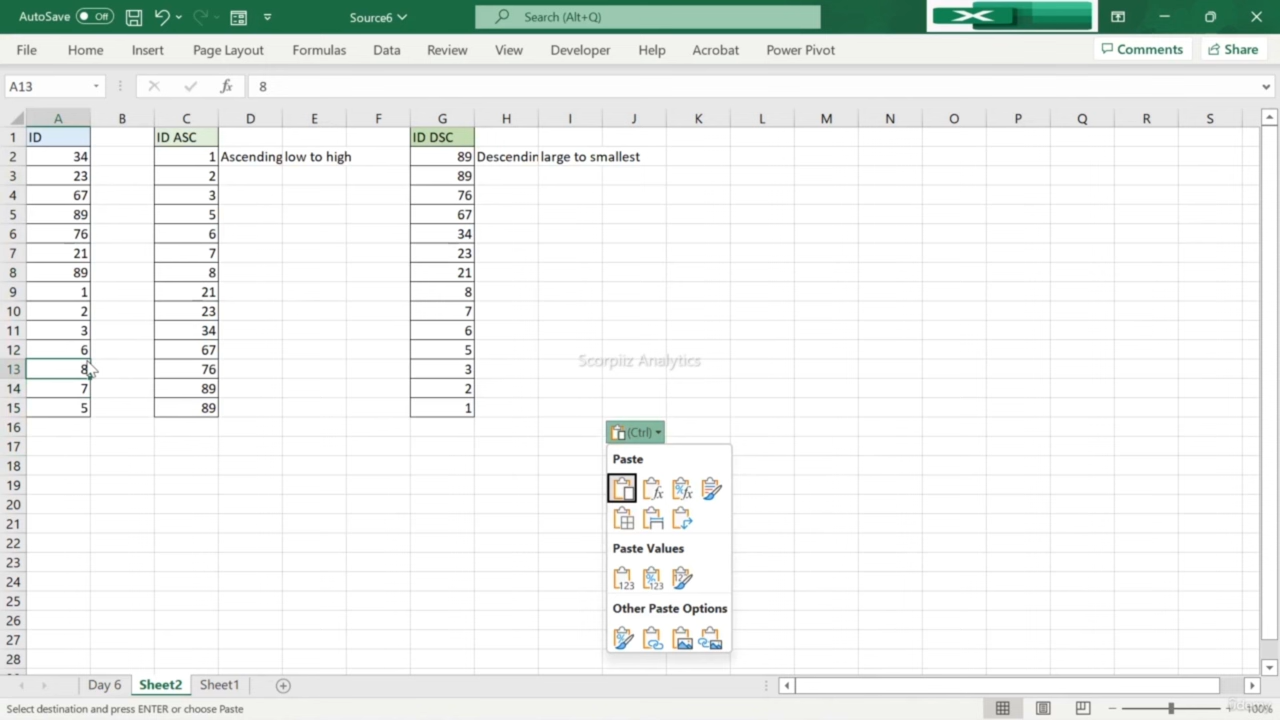 AutoSave Off Source6 Search (Alt+Q)
File Home Insert Page Layout Formulas Data Review View Developer Help Acrobat Power Pivot Comments Share
A13 fx 8
A B C D E F G H I J K L M N O P Q R S
1 ID ID ASC ID DSC
2 34 1 Ascending low to high 89 Descendin large to smallest
3 23 2 89
4 67 3 76
5 89 5 67
6 76 6 34
7 21 7 23
8 89 8 21
9 1 21 8
10 2 23 7
11 3 34 6
12 6 67 5
Scorpiiz Analytics
13 8 76 3
14 7 89 2
15 5 89 1
16
(Ctrl)
17
Paste
18
19
20
21
22
Paste Values
23
24
25
Other Paste Options
26
27
28
Day 6 Sheet2 Sheet1
Select destination and press ENTER or choose Paste 100%